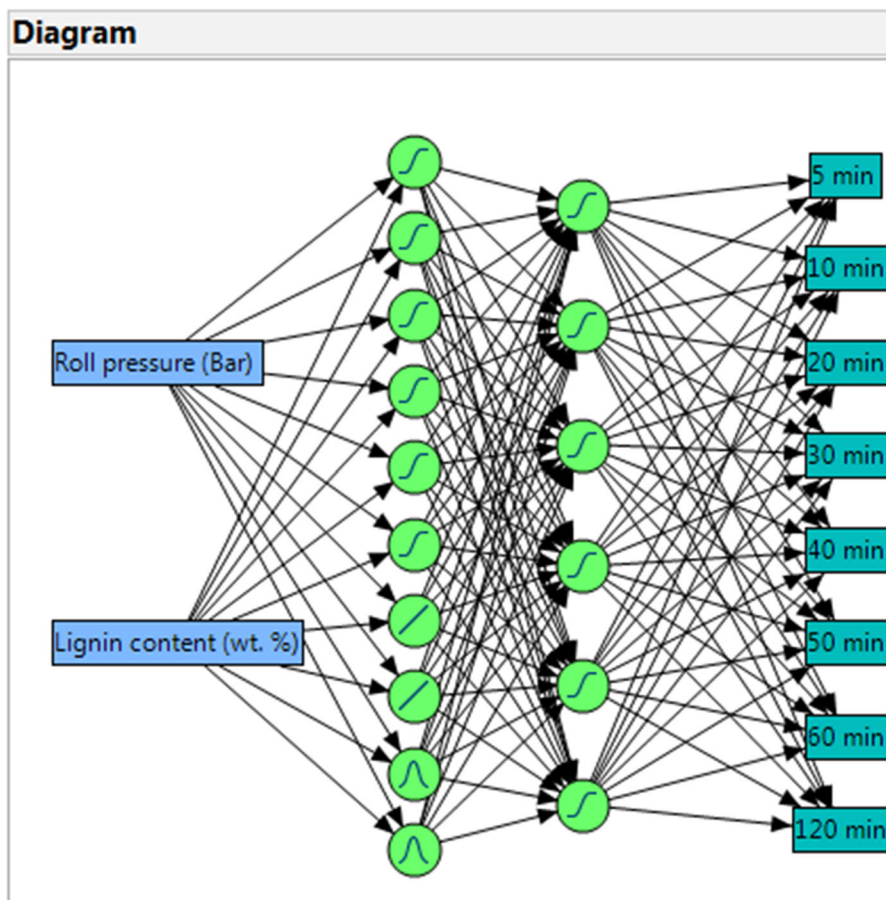 Diagram
5 min
10 min
Roll pressure (Bar)
20 min
30 min
40 min
Lignin content (wt. %)
50 min
60 min
120 min